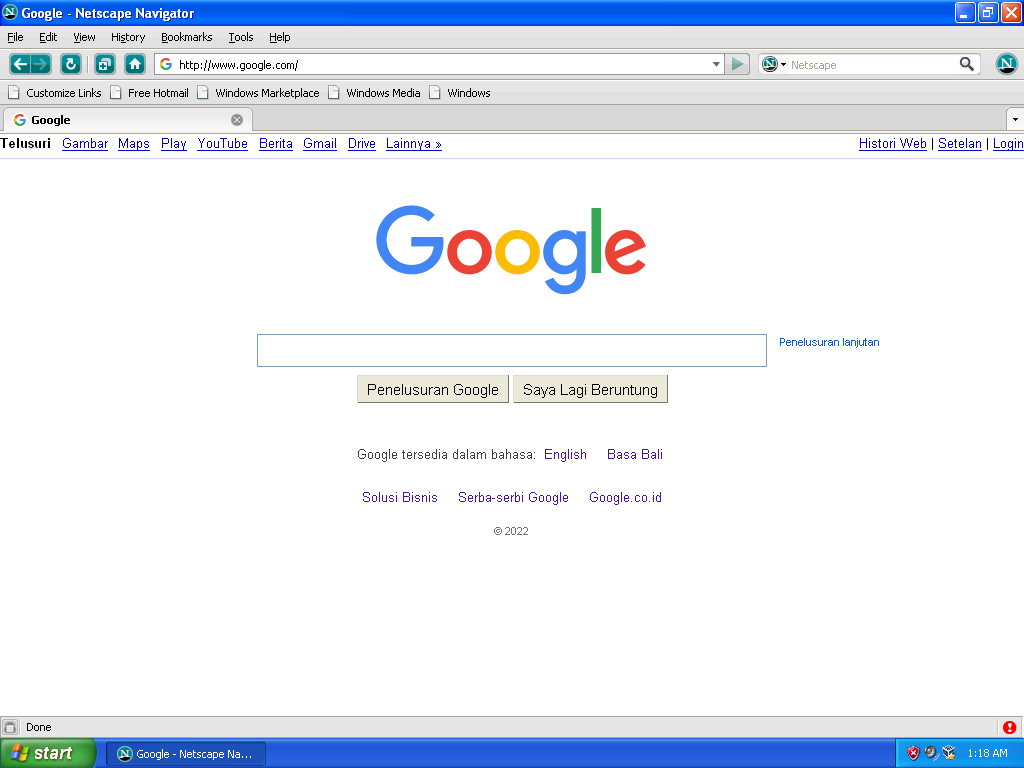 Google - Netscape Navigator
File Edit View History Bookmarks Tools Help
http://www.google.com/ Netscape
Customize Links Free Hotmail Windows Marketplace Windows Media Windows
Google
Telusuri Gambar Maps Play YouTube Berita Gmail Drive Lainnya » Histori Web | Setelan | Login
Google
Penelusuran lanjutan
Penelusuran Google Saya Lagi Beruntung
Google tersedia dalam bahasa: English Basa Bali
Solusi Bisnis Serba-serbi Google Google.co.id
© 2022
Done
start Google - Netscape Na... 1:18 AM